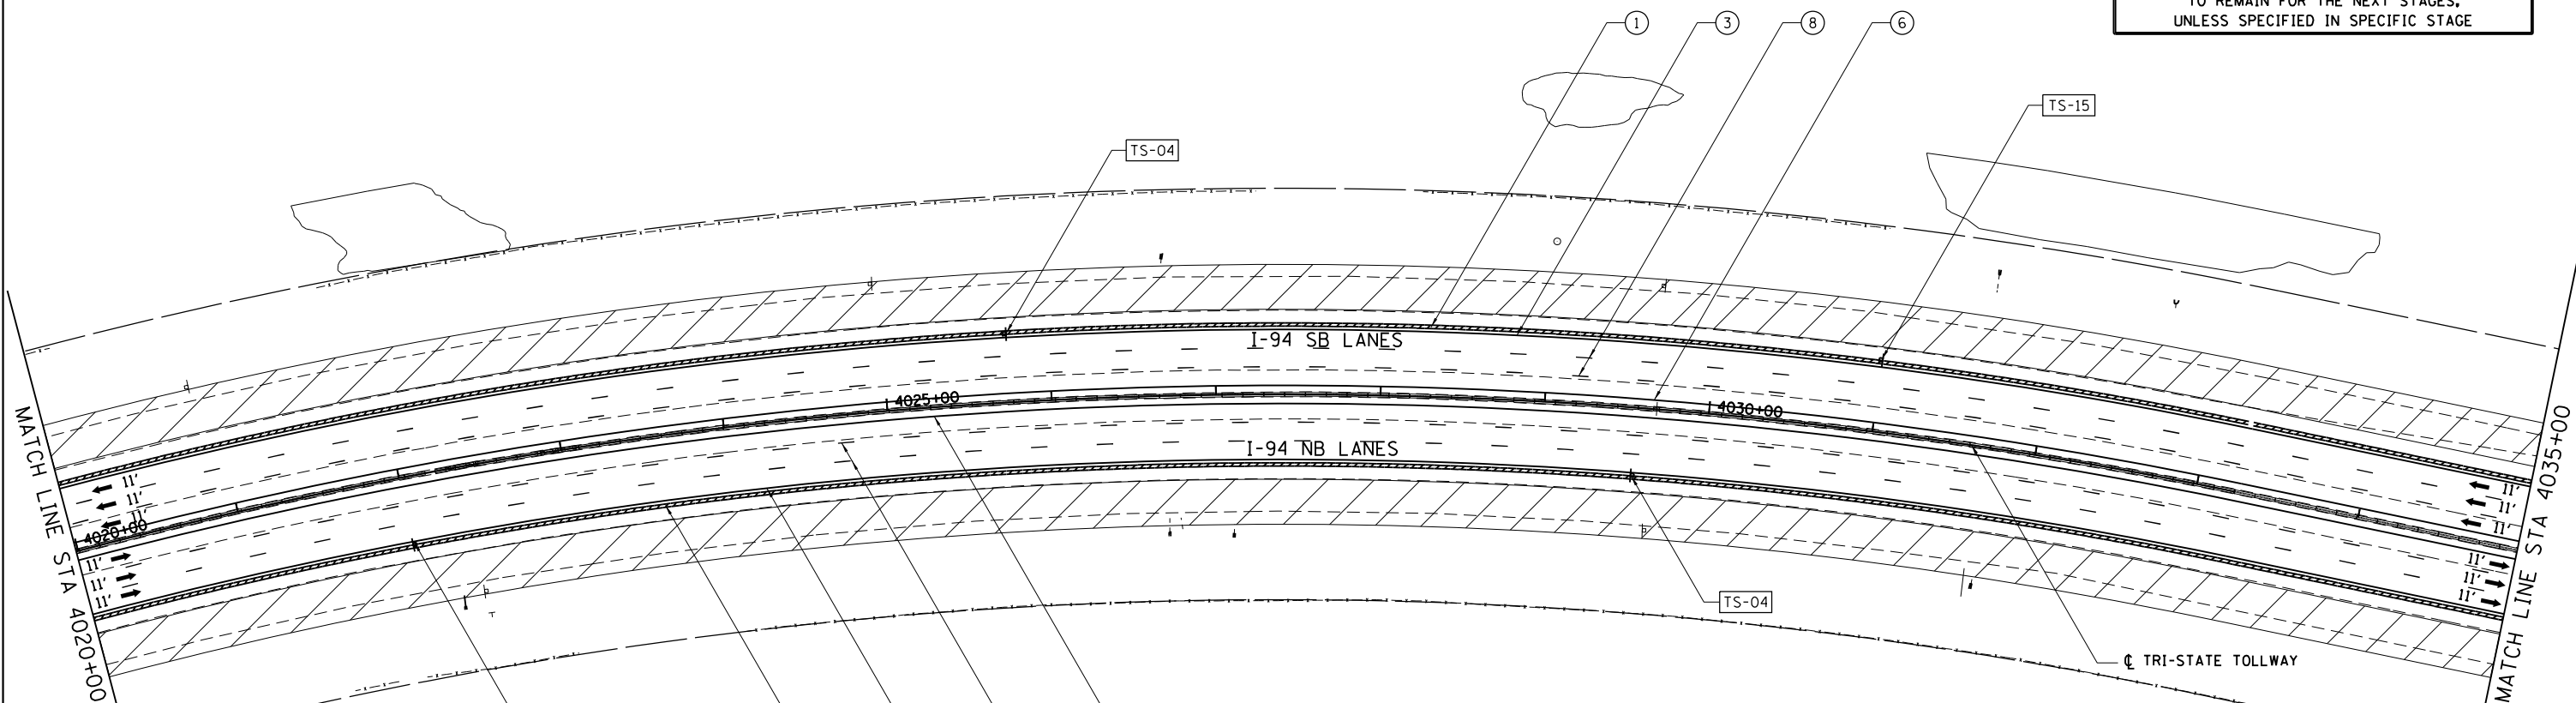 TO REMAIN FOR THE NEXT STAGES,
UNLESS SPECIFIED IN SPECIFIC STAGE
1
3
8
6
TS-15
TS-04
I-94 SB LANES
4025+00
4030+00
I-94 NB LANES
MATCH LINE STA 4020+00
MATCH LINE STA 4035+00
11'
11'
11'
4020+00
11'
11'
11'
11'
11'
11'
11'
11'
11'
TS-04
℄ TRI-STATE TOLLWAY